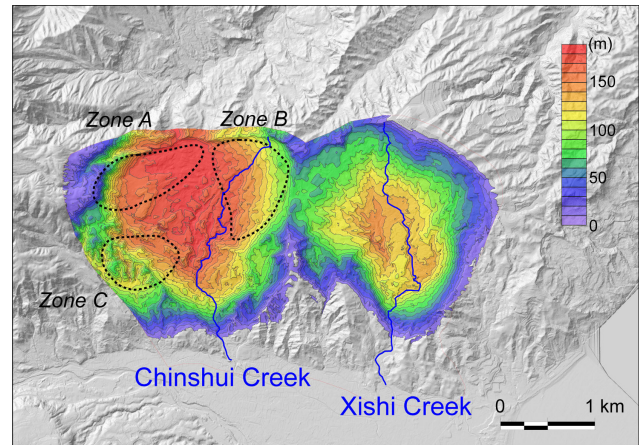 (m)
150
100
50
0
Zone A
Zone B
Zone C
Chinshui Creek
Xishi Creek
0
1 km